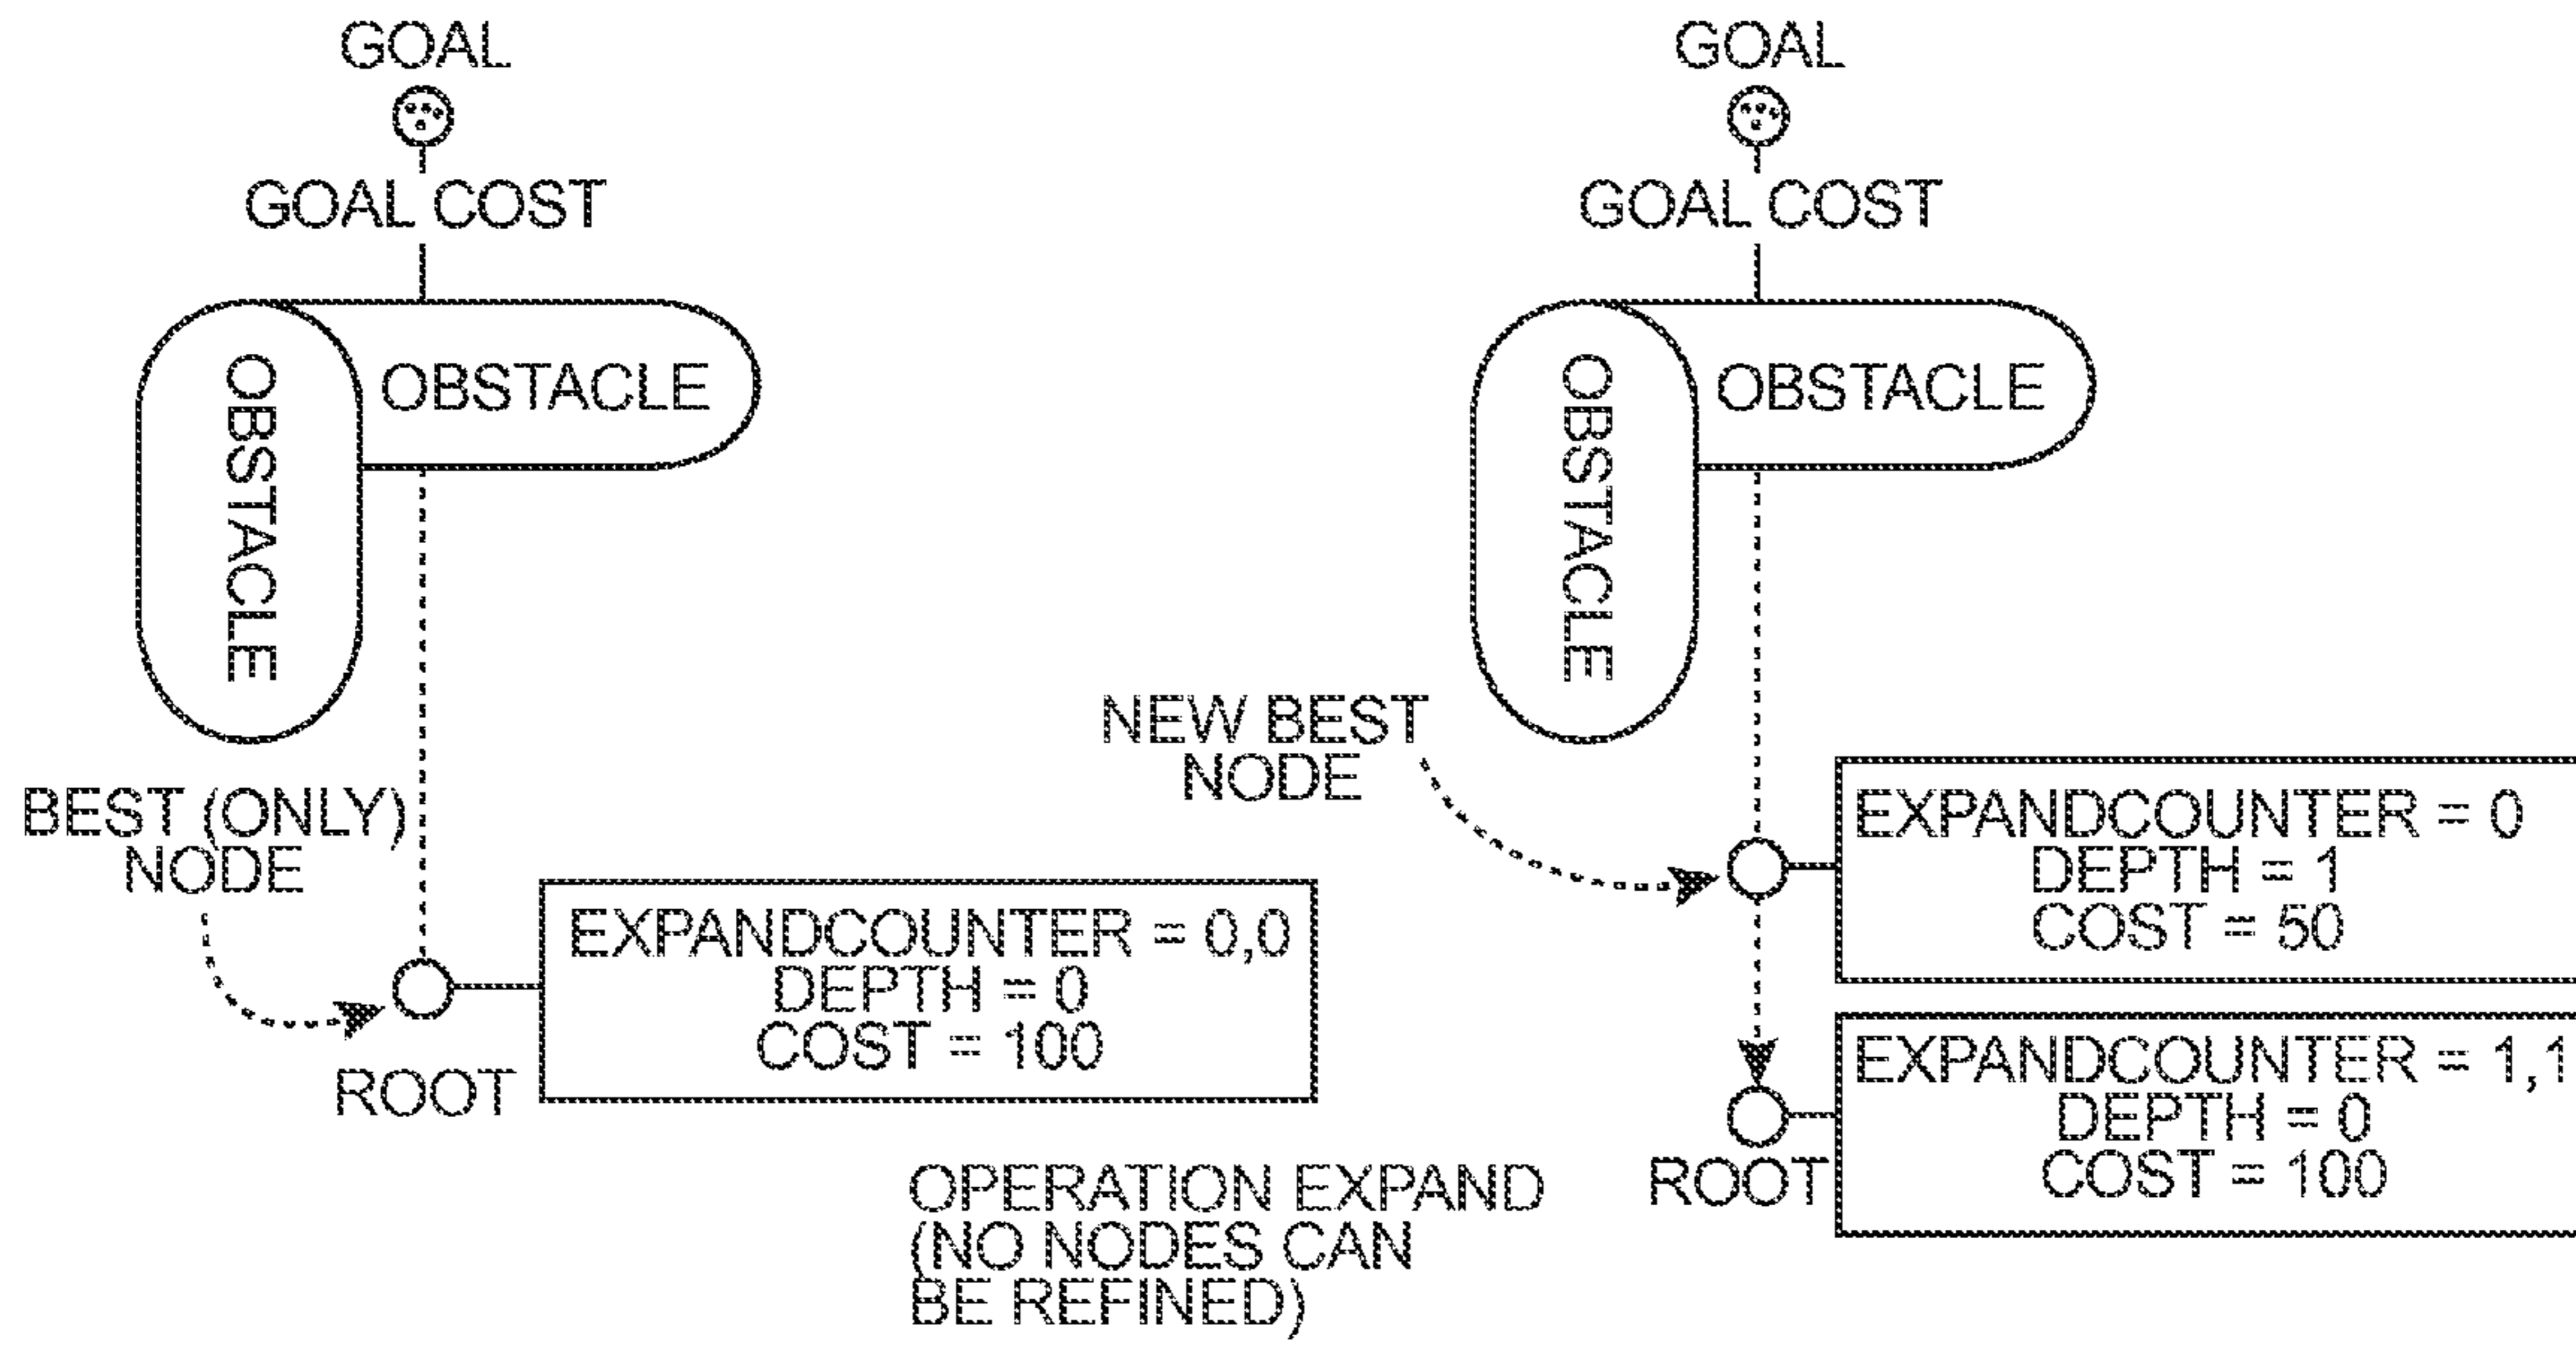 GOAL
GOAL COST
OBSTACLE
OBSTACLE
BEST (ONLY)
NODE
EXPANDCOUNTER = 0,0
DEPTH = 0
COST = 100
ROOT
OPERATION EXPAND
(NO NODES CAN
BE REFINED)
GOAL
GOAL COST
OBSTACLE
OBSTACLE
NEW BEST
NODE
EXPANDCOUNTER = 0
DEPTH = 1
COST = 50
EXPANDCOUNTER = 1,1
DEPTH = 0
COST = 100
ROOT